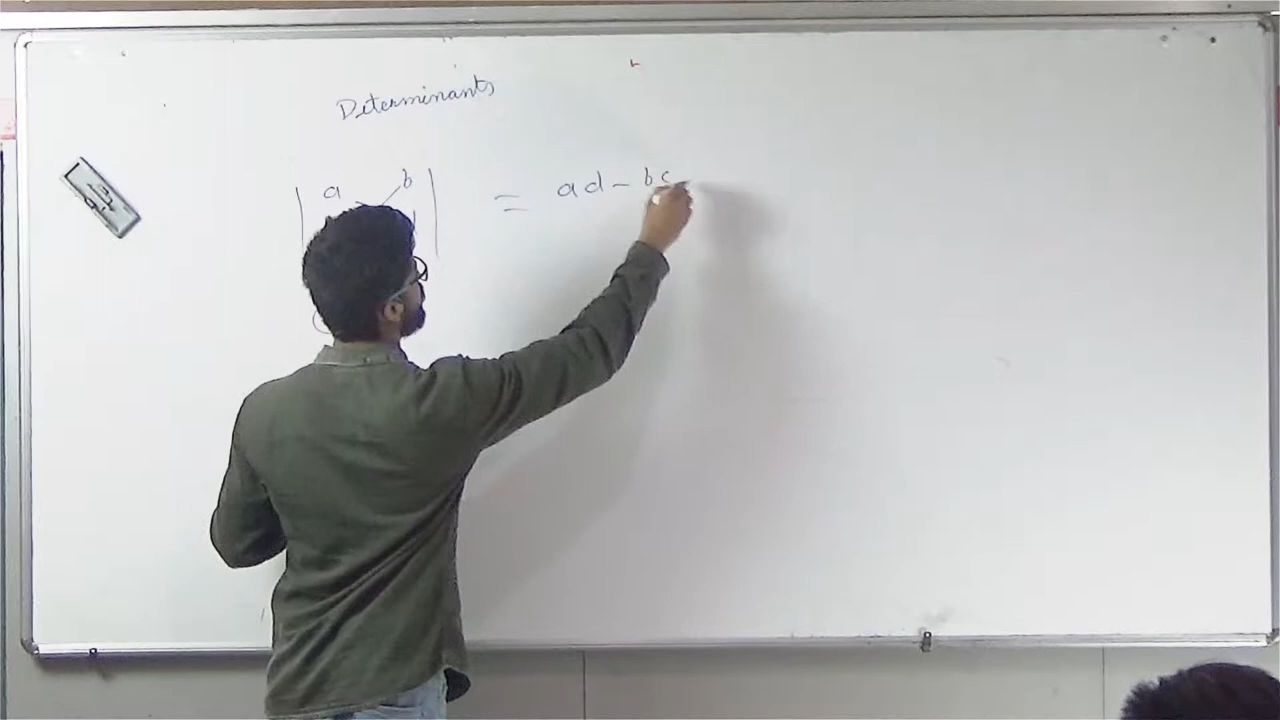 Determinants
| a b | = ad - bc